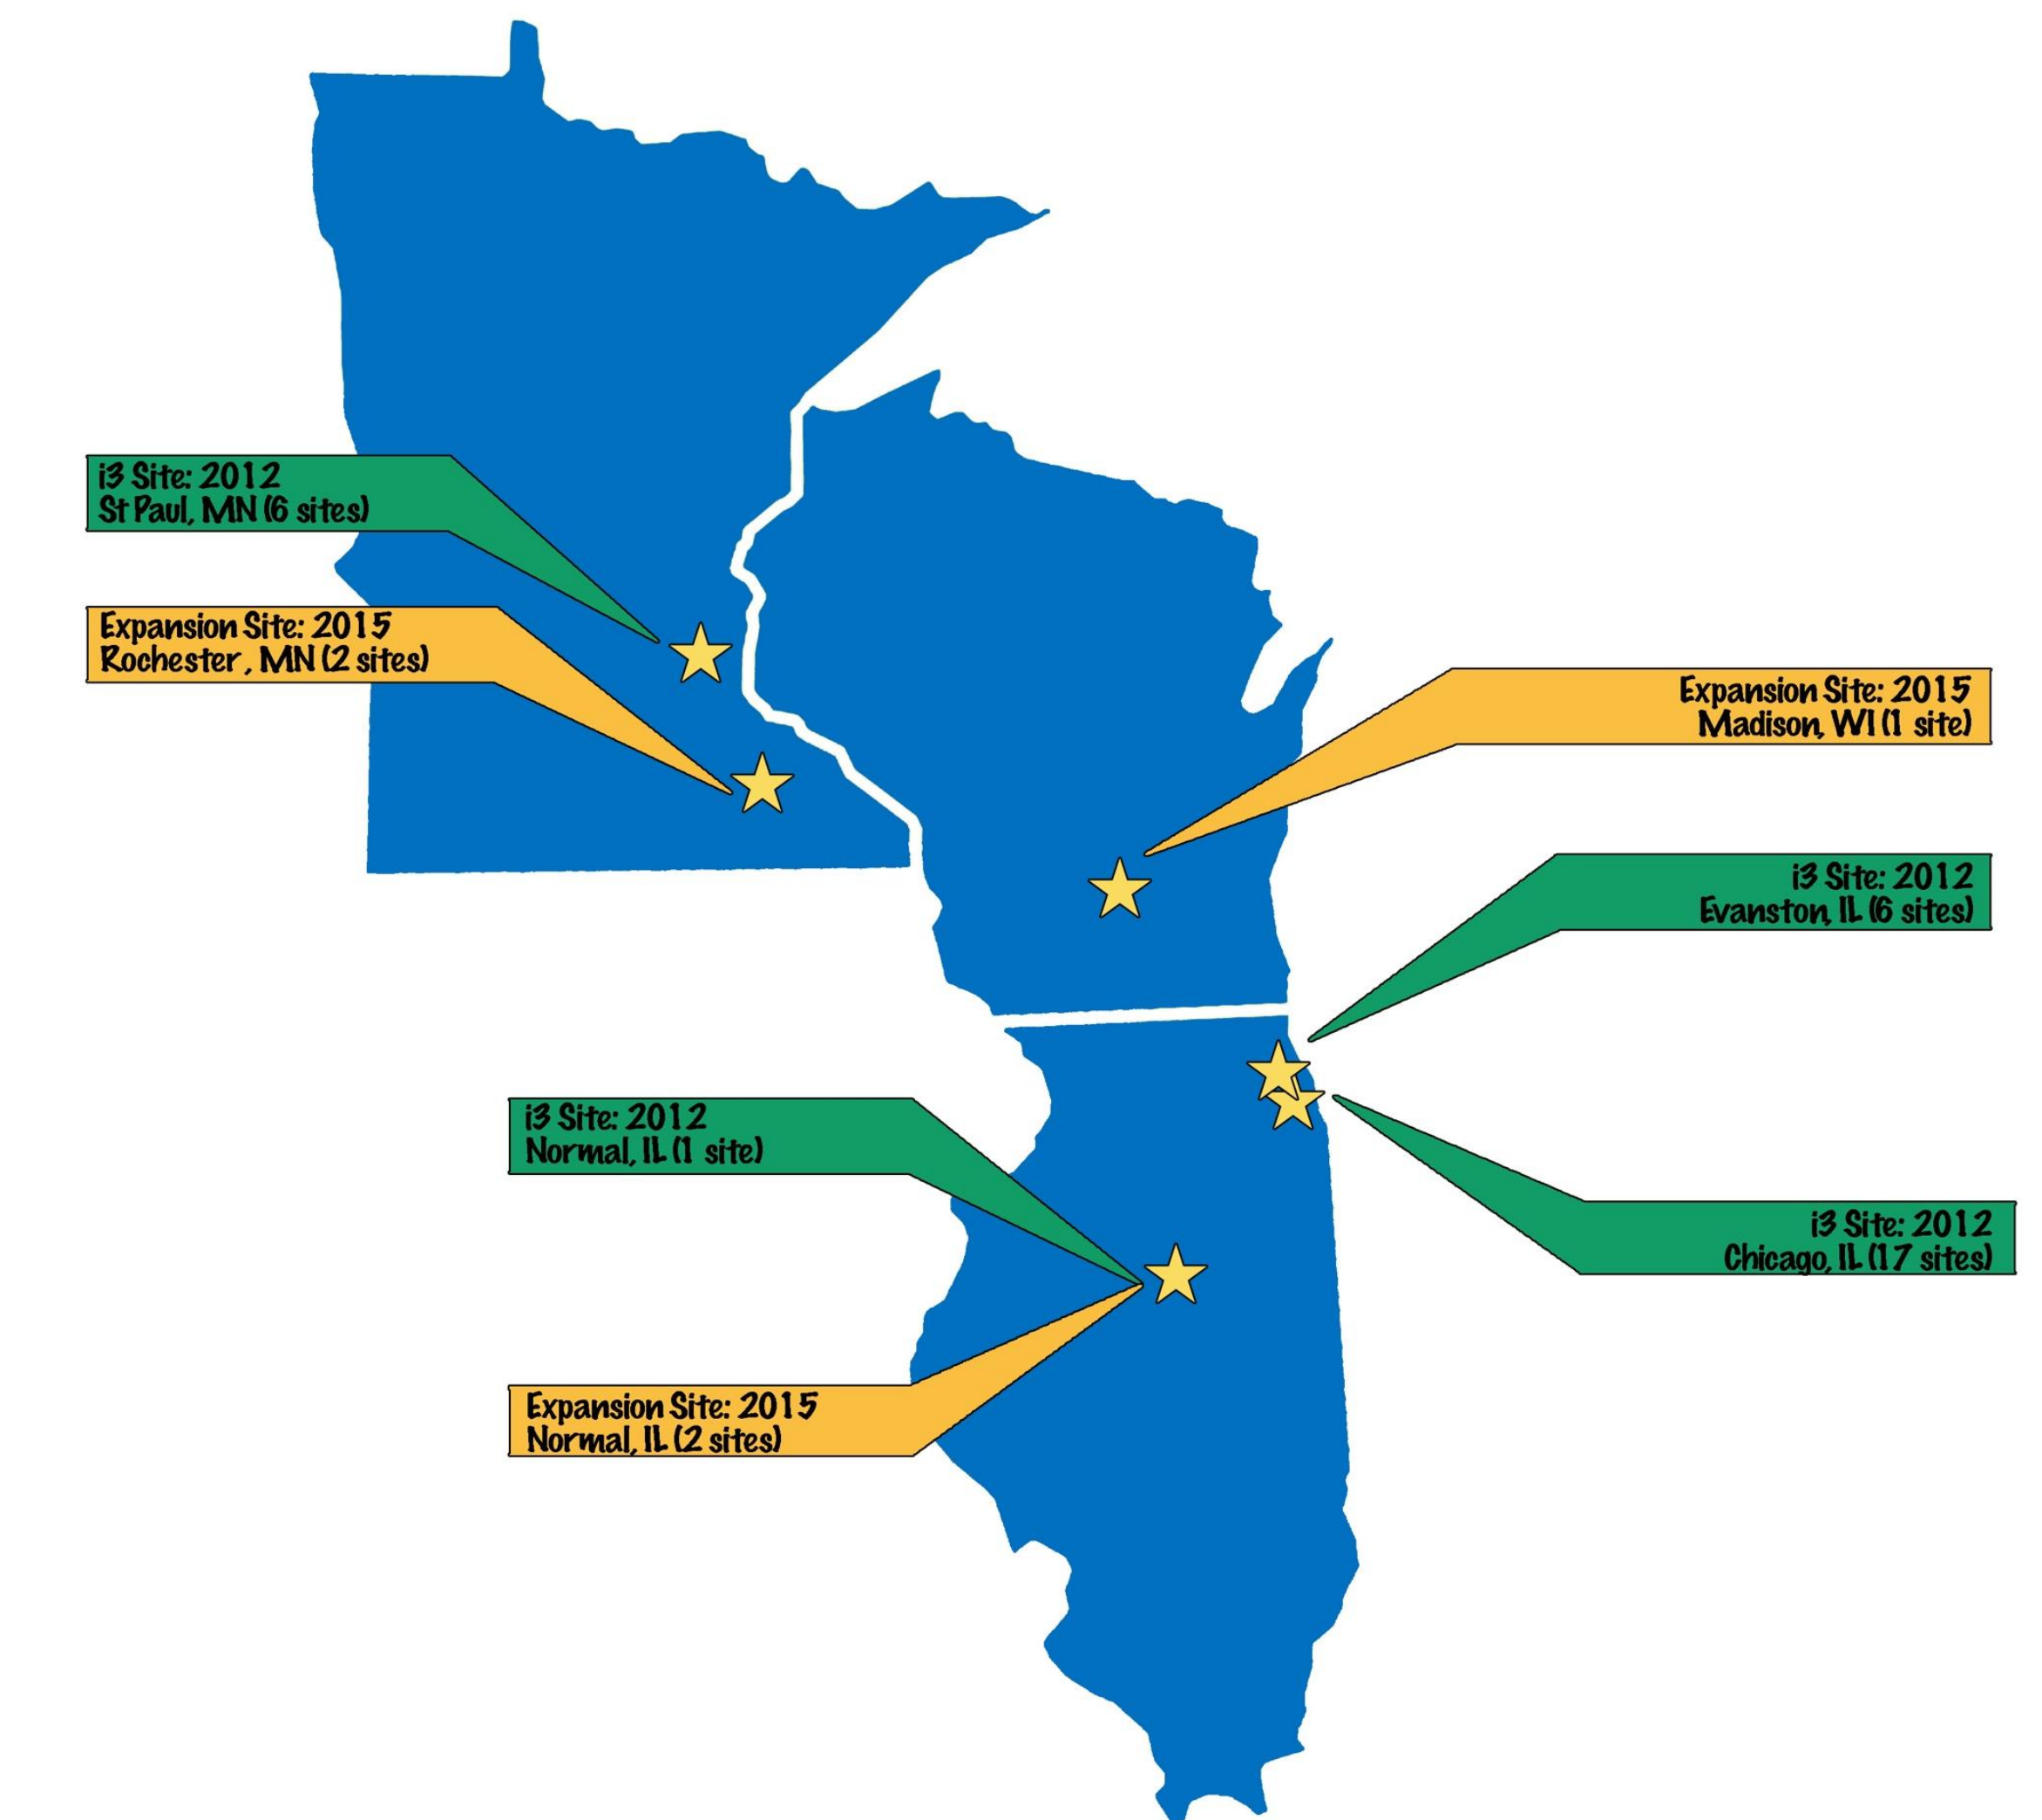 i3 Site: 2012
St Paul, MN (6 sites)
Expansion Site: 2015
Rochester, MN (2 sites)
Expansion Site: 2015
Madison, WI (1 site)
i3 Site: 2012
Evanston, IL (6 sites)
i3 Site: 2012
Normal, IL (1 site)
i3 Site: 2012
Chicago, IL (17 sites)
Expansion Site: 2015
Normal, IL (2 sites)